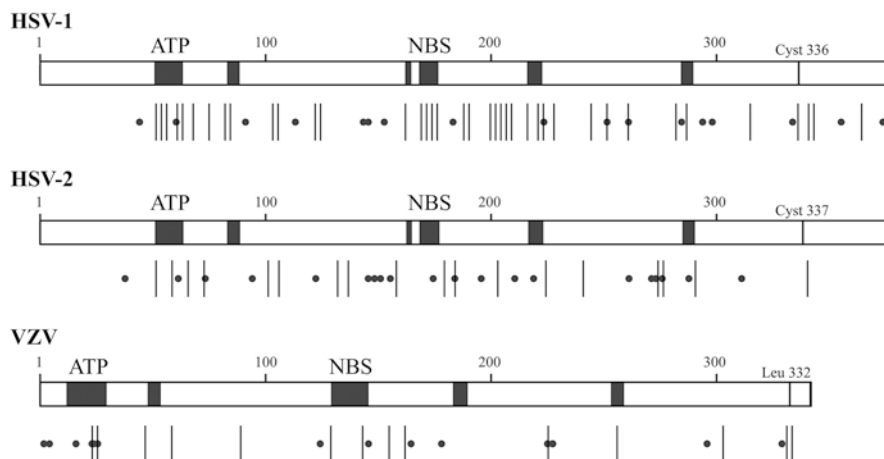 HSV-1
1 100 200 300
ATP NBS Cyst 336
HSV-2
1 100 200 300
ATP NBS Cyst 337
VZV
1 100 200 300
ATP NBS Leu 332